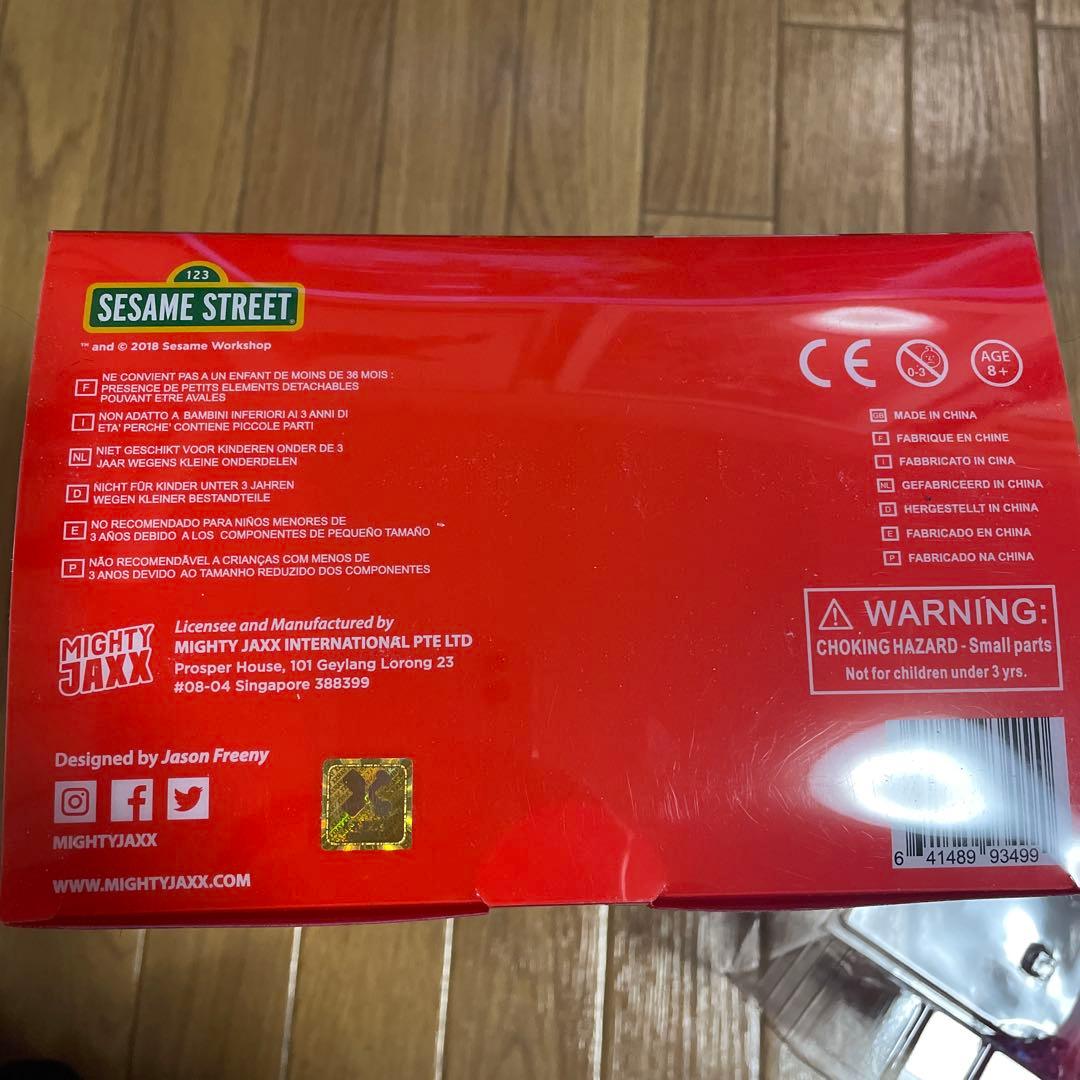 123
SESAME STREET
™ and © 2018 Sesame Workshop
F NE CONVIENT PAS A UN ENFANT DE MOINS DE 36 MOIS :
PRESENCE DE PETITS ELEMENTS DETACHABLES
POUVANT ETRE AVALES
I NON ADATTO A BAMBINI INFERIORI AI 3 ANNI DI
ETA' PERCHE' CONTIENE PICCOLE PARTI
NL NIET GESCHIKT VOOR KINDEREN ONDER DE 3
JAAR WEGENS KLEINE ONDERDELEN
D NICHT FÜR KINDER UNTER 3 JAHREN
WEGEN KLEINER BESTANDTEILE
E NO RECOMENDADO PARA NIÑOS MENORES DE
3 AÑOS DEBIDO A LOS COMPONENTES DE PEQUEÑO TAMAÑO
P NÃO RECOMENDÁVEL A CRIANÇAS COM MENOS DE
3 ANOS DEVIDO AO TAMANHO REDUZIDO DOS COMPONENTES
MIGHTY
JAXX
Licensee and Manufactured by
MIGHTY JAXX INTERNATIONAL PTE LTD
Prosper House, 101 Geylang Lorong 23
#08-04 Singapore 388399
Designed by Jason Freeny
MIGHTYJAXX
WWW.MIGHTYJAXX.COM
CE
0-3
AGE
8+
GB MADE IN CHINA
F FABRIQUE EN CHINE
I FABBRICATO IN CINA
NL GEFABRICEERD IN CHINA
D HERGESTELLT IN CHINA
E FABRICADO EN CHINA
P FABRICADO NA CHINA
⚠ WARNING:
CHOKING HAZARD - Small parts
Not for children under 3 yrs.
6 41489 93499